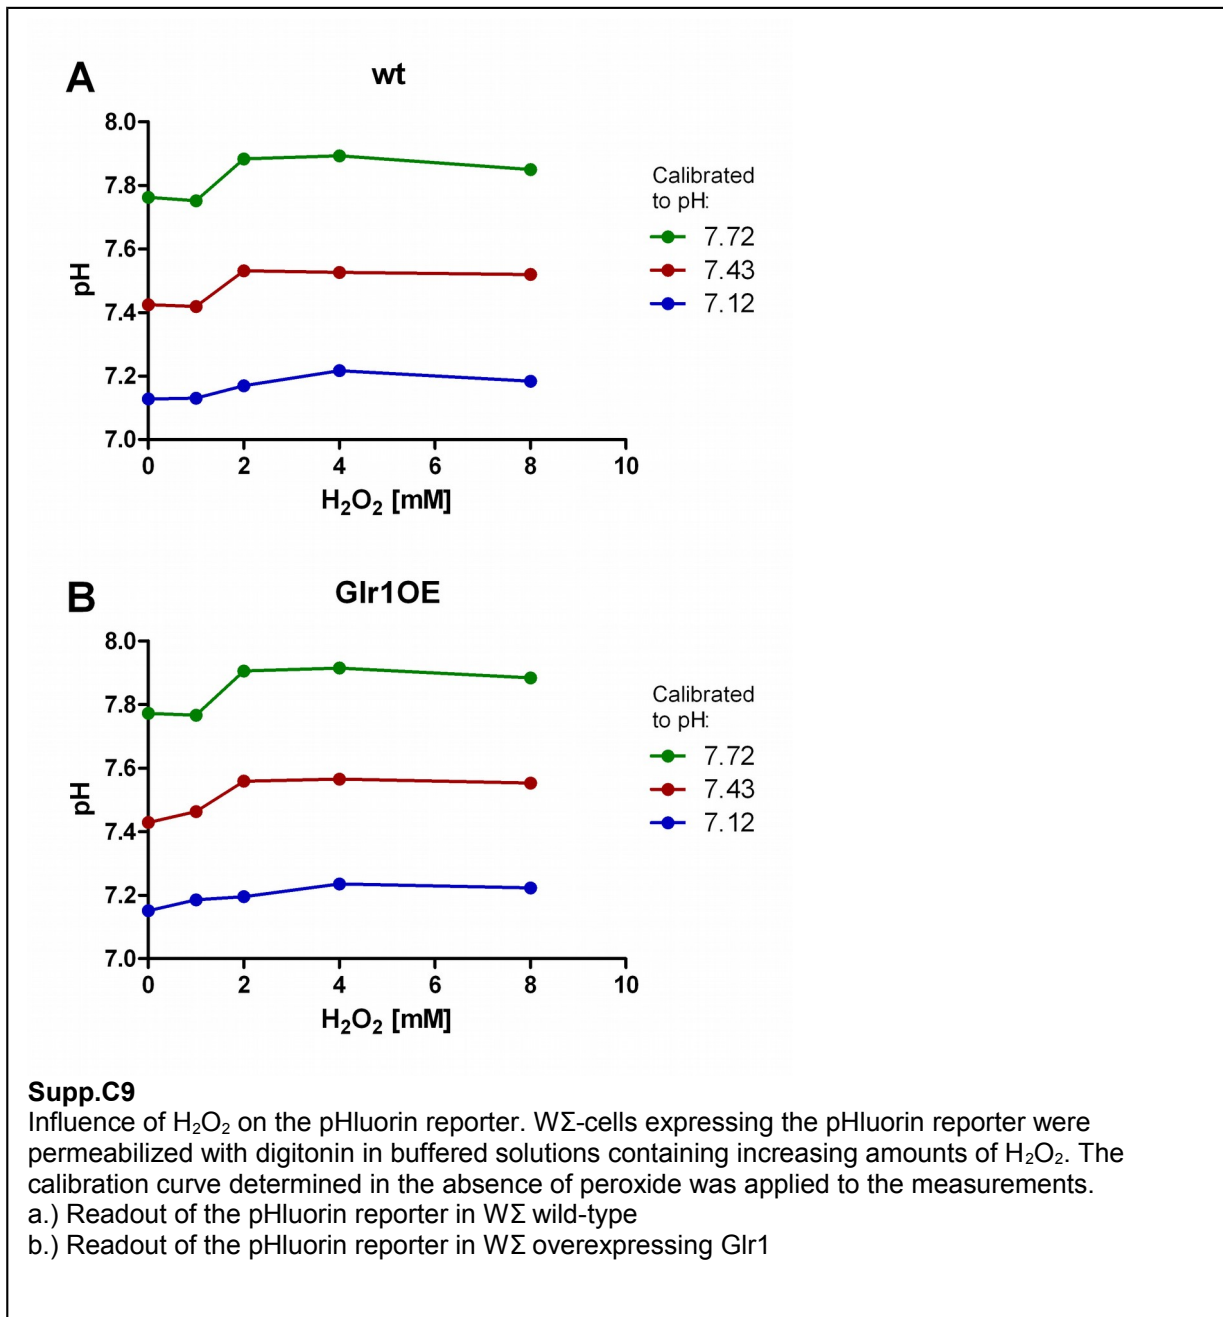 A
wt
8.0
7.8
7.6
7.4
7.2
7.0
pH
0 2 4 6 8 10
H₂O₂ [mM]
Calibrated
to pH:
7.72
7.43
7.12
B
Glr1OE
8.0
7.8
7.6
7.4
7.2
7.0
pH
0 2 4 6 8 10
H₂O₂ [mM]
Calibrated
to pH:
7.72
7.43
7.12
Supp.C9
Influence of H₂O₂ on the pHluorin reporter. WΣ-cells expressing the pHluorin reporter were
permeabilized with digitonin in buffered solutions containing increasing amounts of H₂O₂. The
calibration curve determined in the absence of peroxide was applied to the measurements.
a.) Readout of the pHluorin reporter in WΣ wild-type
b.) Readout of the pHluorin reporter in WΣ overexpressing Glr1